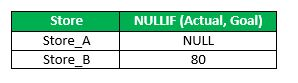 Store NULLIF (Actual, Goal)
Store_A NULL
Store_B 80